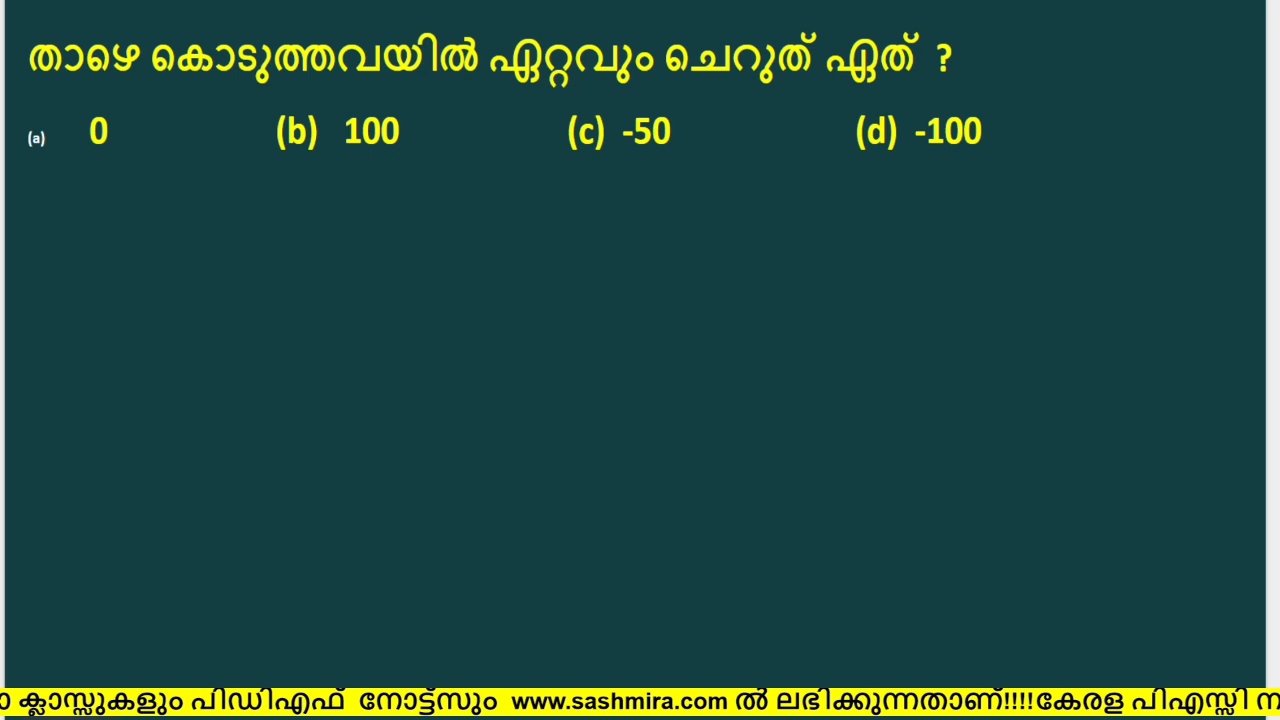 താഴെ കൊടുത്തവയിൽ ഏറ്റവും ചെറുത് ഏത് ?
(a) 0 (b) 100 (c) -50 (d) -100
ക്ലാസ്സുകളും പിഡിഎഫ് നോട്ട്സും www.sashmira.com ൽ ലഭിക്കുന്നതാണ്!!!!കേരള പിഎസ്സി